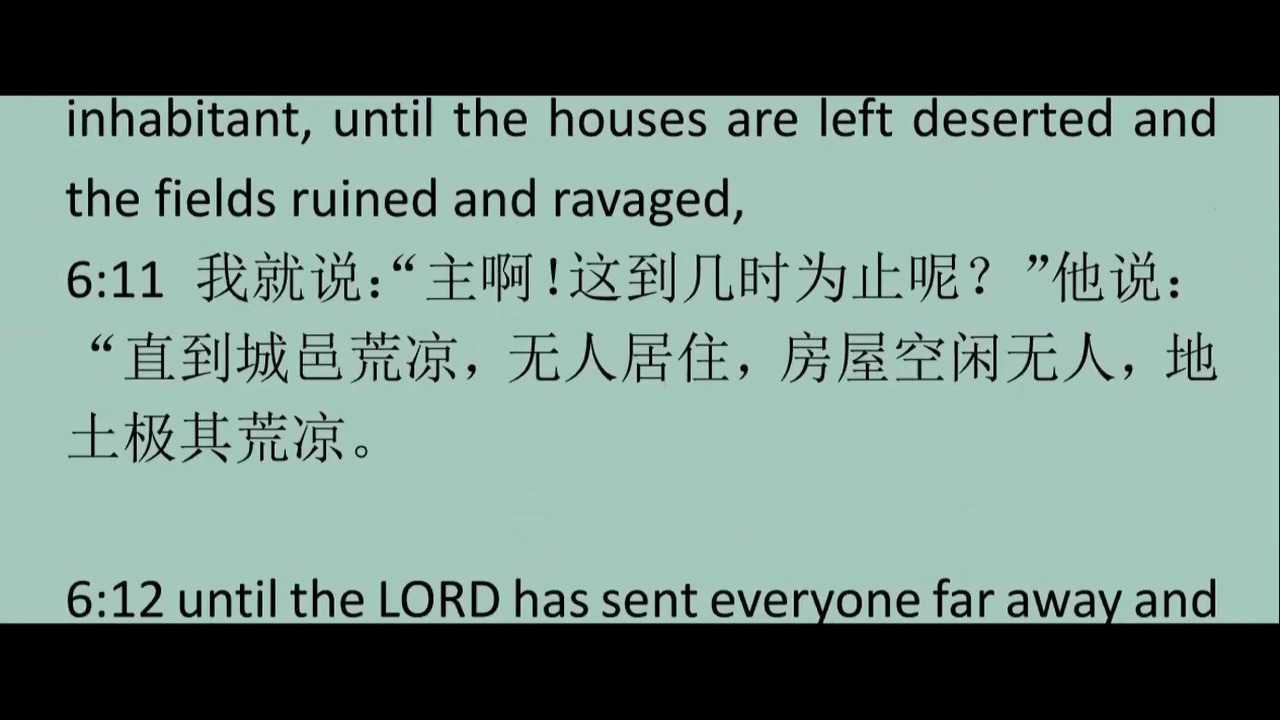 inhabitant, until the houses are left deserted and
the fields ruined and ravaged,
6:11 我就说：“主啊！这到几时为止呢？”他说：
“直到城邑荒凉，无人居住，房屋空闲无人，地
土极其荒凉。
6:12 until the LORD has sent everyone far away and